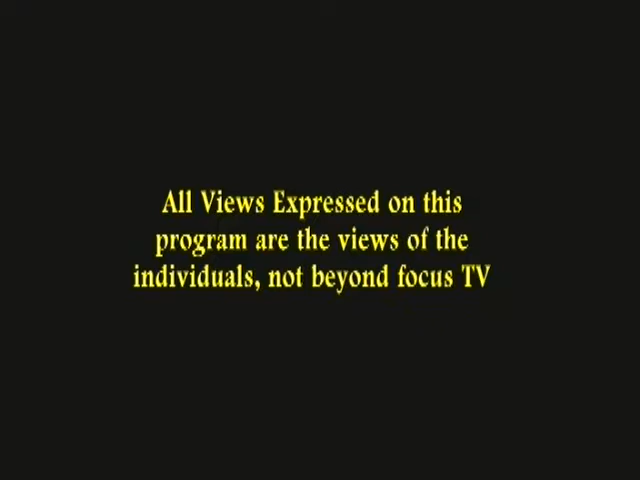 All Views Expressed on this
program are the views of the
individuals, not beyond focus TV